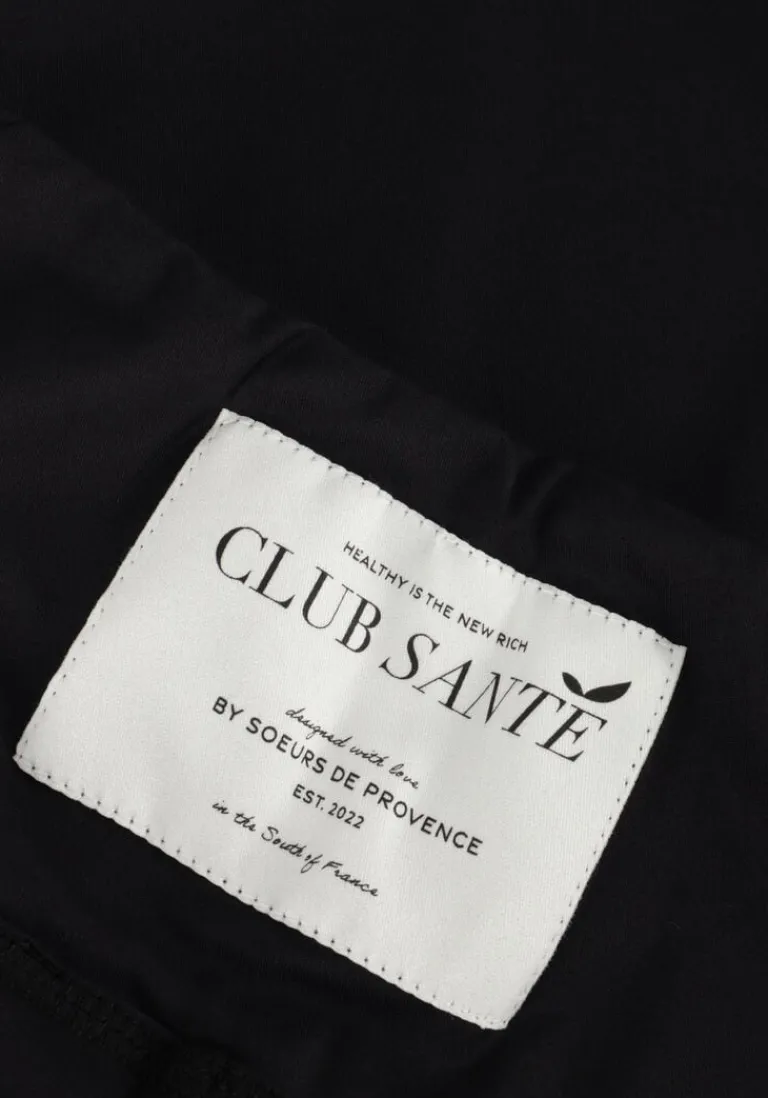 HEALTHY IS THE NEW RICH
CLUB SANTÉ
designed with love
BY SOEURS DE PROVENCE
EST. 2022
in the South of France